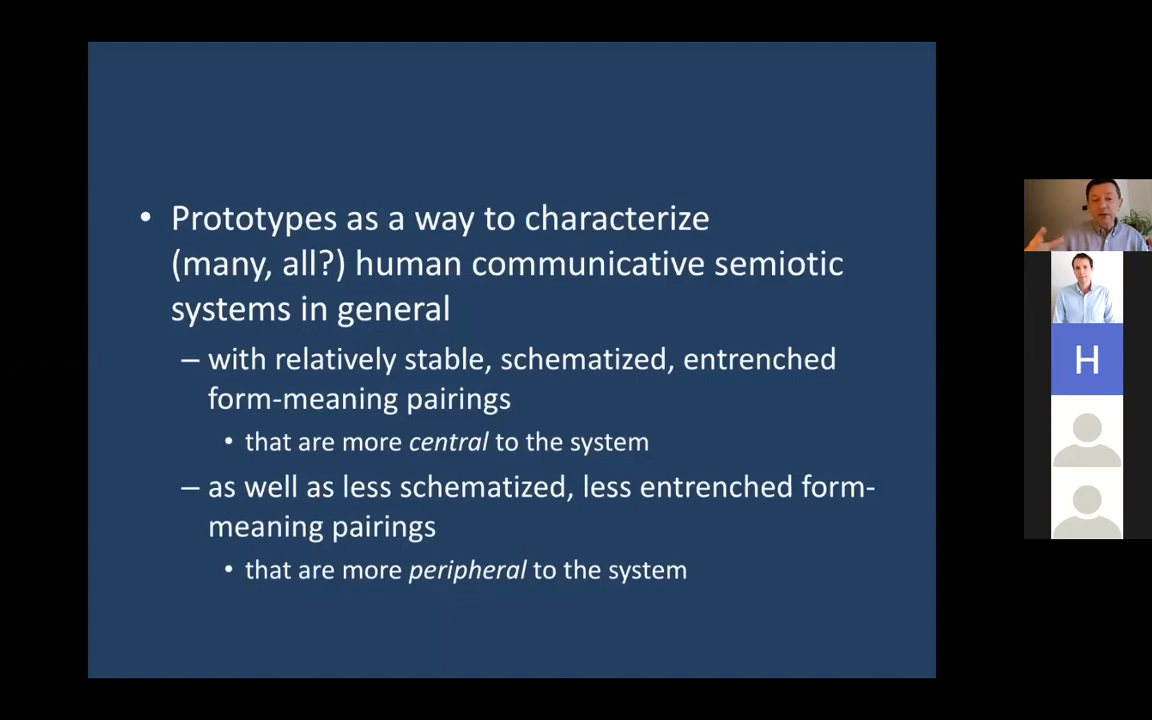 • Prototypes as a way to characterize
(many, all?) human communicative semiotic
systems in general
– with relatively stable, schematized, entrenched
form-meaning pairings
• that are more central to the system
– as well as less schematized, less entrenched form-
meaning pairings
• that are more peripheral to the system
H